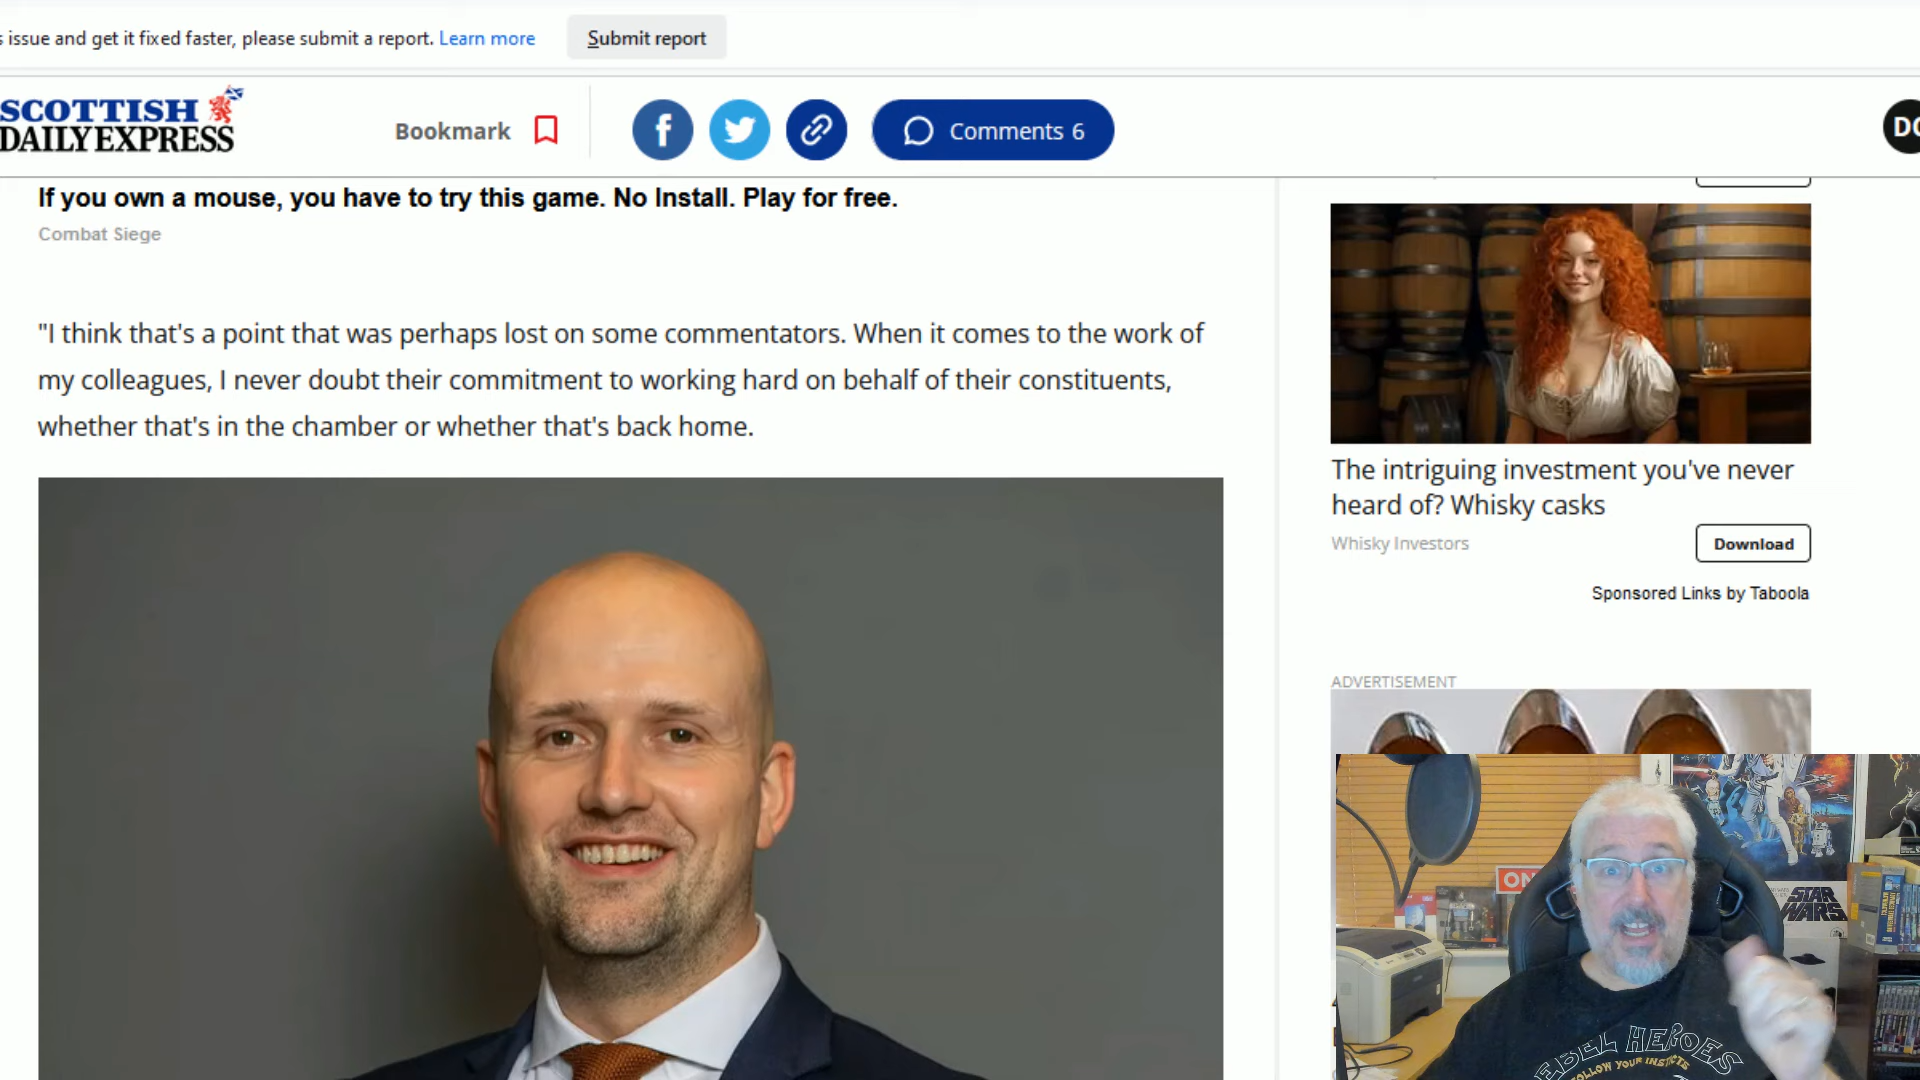 s issue and get it fixed faster, please submit a report. Learn more
Submit report
SCOTTISH
DAILY EXPRESS
Bookmark
Comments 6
DO
If you own a mouse, you have to try this game. No Install. Play for free.
Combat Siege
"I think that's a point that was perhaps lost on some commentators. When it comes to the work of
my colleagues, I never doubt their commitment to working hard on behalf of their constituents,
whether that's in the chamber or whether that's back home.
The intriguing investment you've never
heard of? Whisky casks
Whisky Investors
Download
Sponsored Links by Taboola
ADVERTISEMENT
ON
STAR
WARS
EBEL HEROES
FOLLOW YOUR INSTINCTS